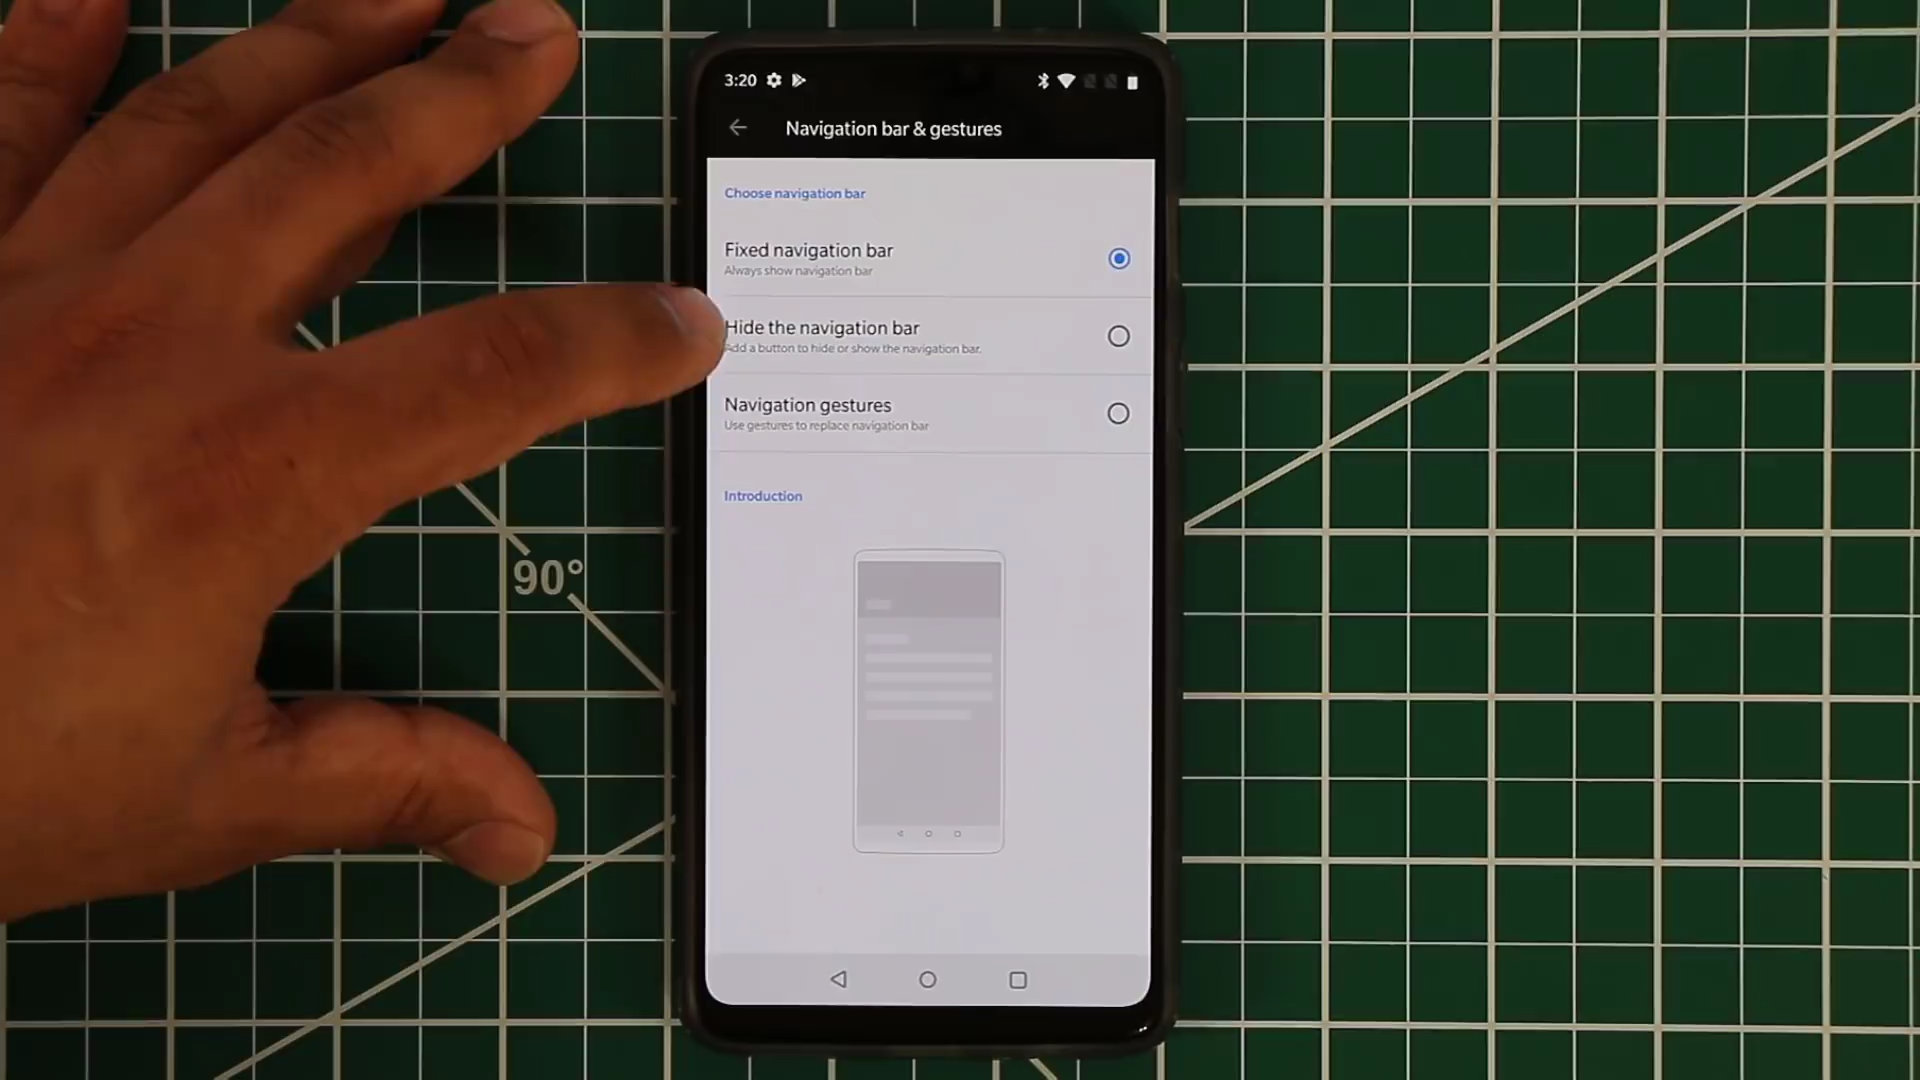 3:20
Navigation bar & gestures
Choose navigation bar
Fixed navigation bar
Always show navigation bar
Hide the navigation bar
Add a button to hide or show the navigation bar.
Navigation gestures
Use gestures to replace navigation bar
Introduction
90°